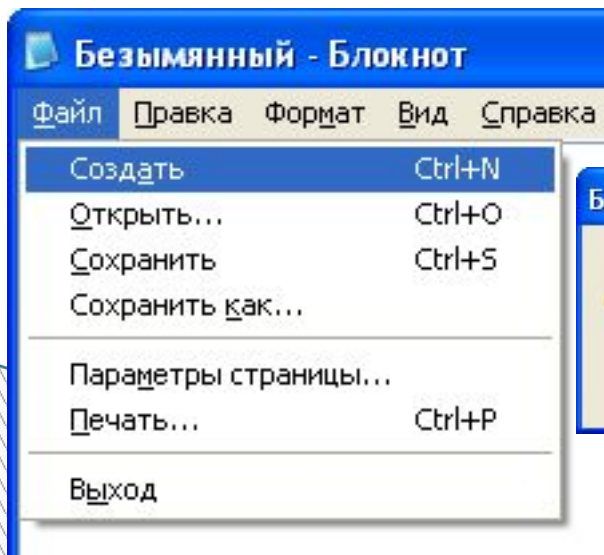 Безымянный - Блокнот
Файл Правка Формат Вид Справка
Создать Ctrl+N
Открыть... Ctrl+O
Сохранить Ctrl+S
Сохранить как...
Параметры страницы...
Печать... Ctrl+P
Выход